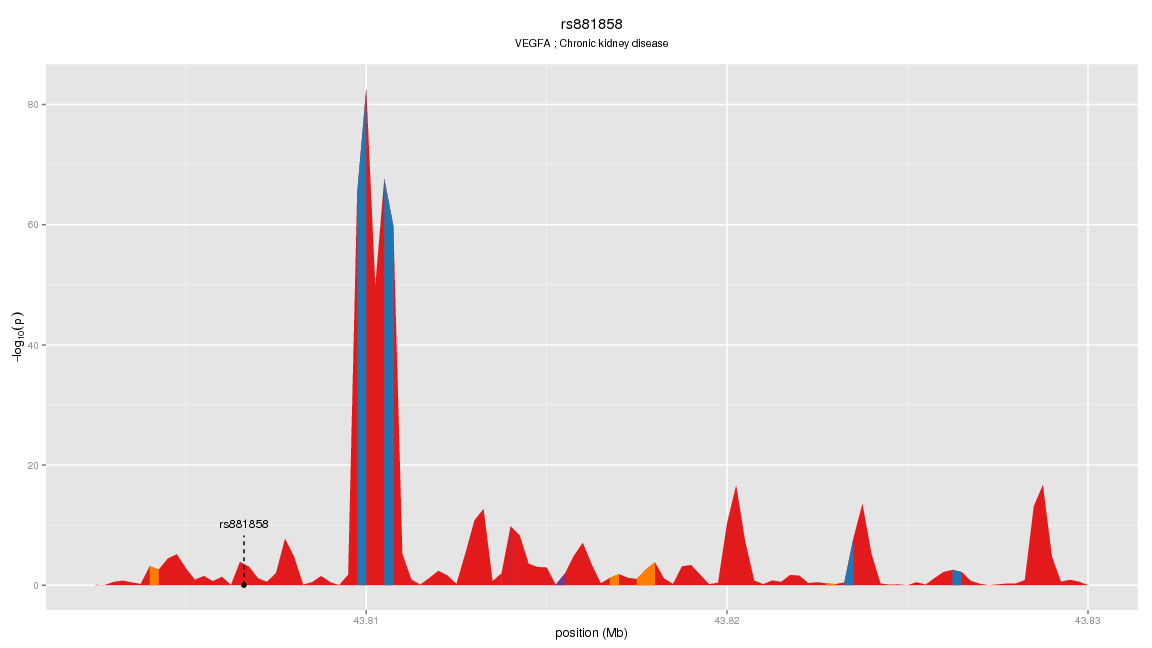 rs881858
VEGFA ; Chronic kidney disease
80
60
40
20
0
−log10(p)
rs881858
43.81
43.82
43.83
position (Mb)